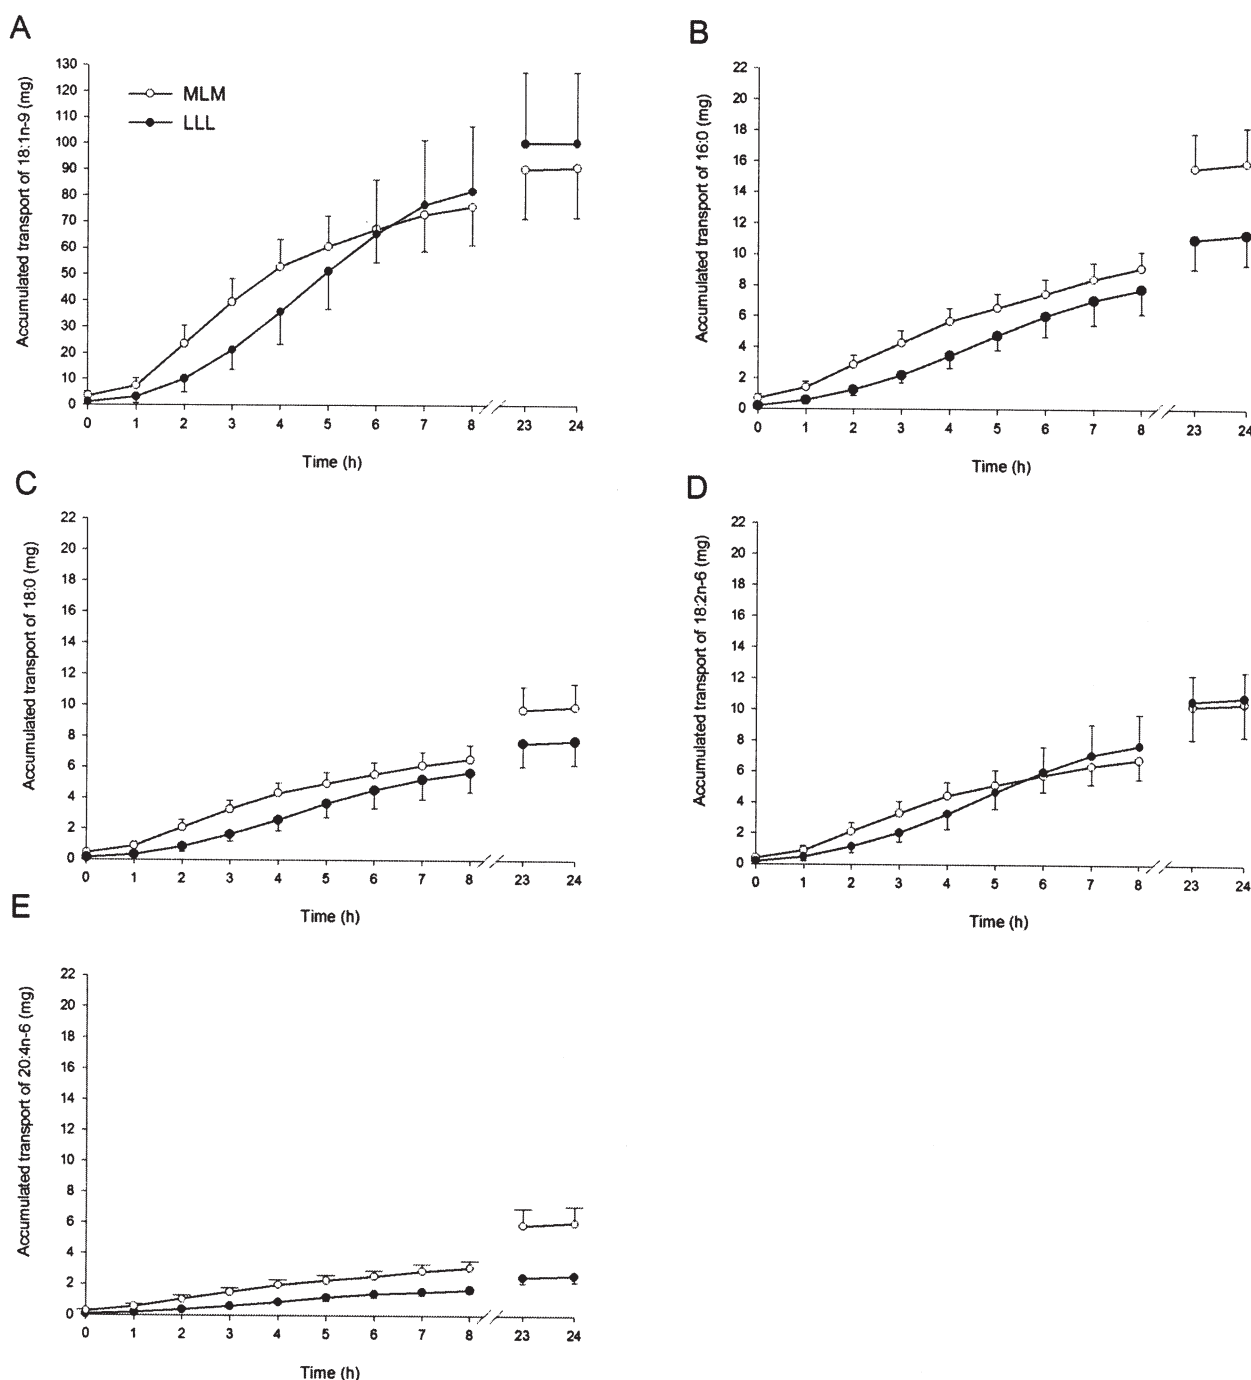 A
Accumulated transport of 18:1n-9 (mg)
130
120
110
100
90
80
70
60
50
40
30
20
10
0
MLM
LLL
0 1 2 3 4 5 6 7 8 23 24
Time (h)
B
Accumulated transport of 16:0 (mg)
22
20
18
16
14
12
10
8
6
4
2
0
0 1 2 3 4 5 6 7 8 23 24
Time (h)
C
Accumulated transport of 18:0 (mg)
22
20
18
16
14
12
10
8
6
4
2
0
0 1 2 3 4 5 6 7 8 23 24
Time (h)
D
Accumulated transport of 18:2n-6 (mg)
22
20
18
16
14
12
10
8
6
4
2
0
0 1 2 3 4 5 6 7 8 23 24
Time (h)
E
Accumulated transport of 20:4n-6 (mg)
22
20
18
16
14
12
10
8
6
4
2
0
0 1 2 3 4 5 6 7 8 23 24
Time (h)